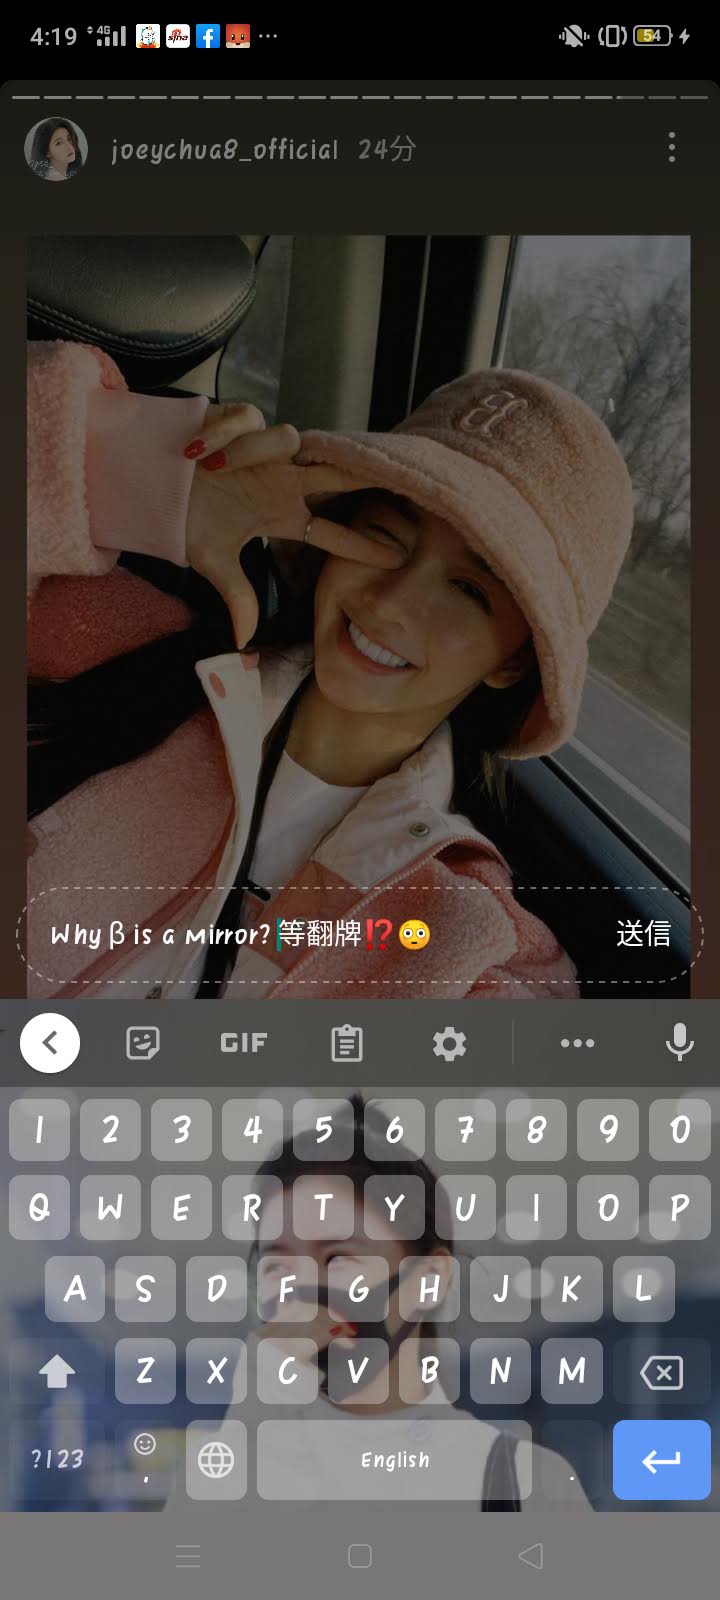 4:19 4G sina f 54
joeychua8_official 24分
B
Why β is a Mirror? 等翻牌⁉️😳 送信
GIF
1 2 3 4 5 6 7 8 9 0
Q W E R T Y U I O P
A S D F G H J K L
Z X C V B N M
?123 , English .